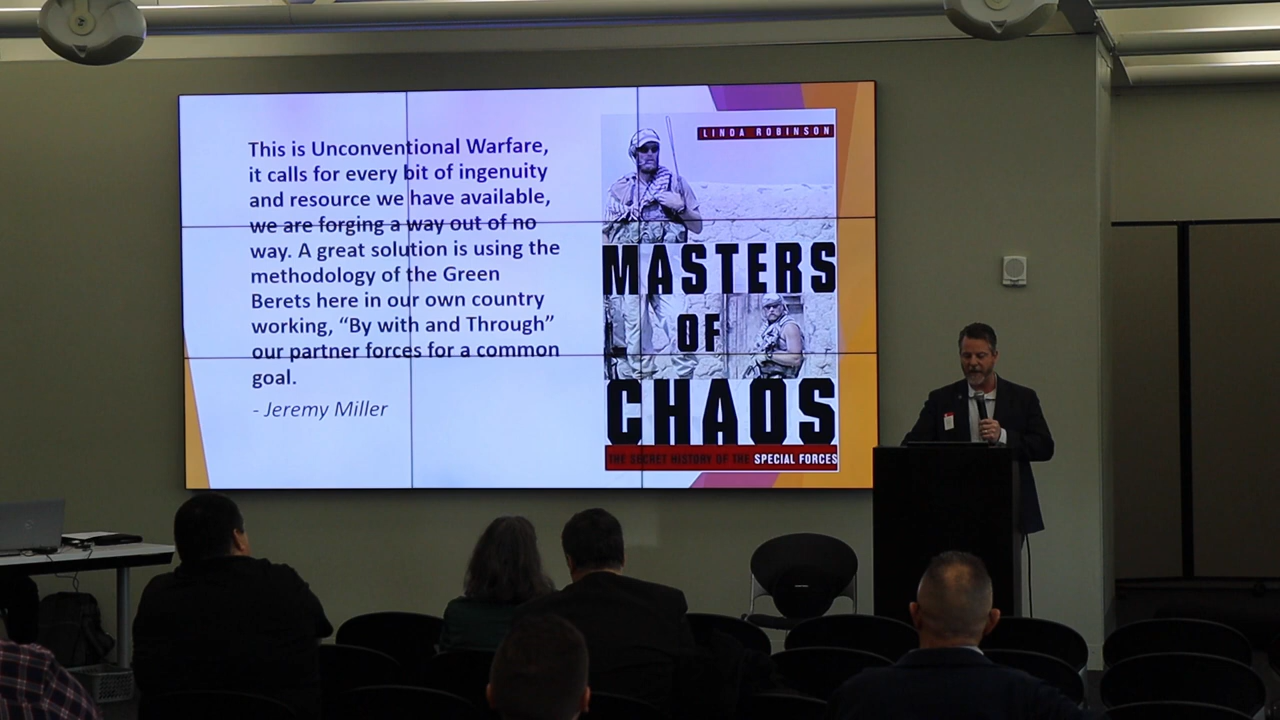 This is Unconventional Warfare,
it calls for every bit of ingenuity
and resource we have available,
we are forging a way out of no
way. A great solution is using the
methodology of the Green
Berets here in our own country
working, “By with and Through”
our partner forces for a common
goal.
- Jeremy Miller
LINDA ROBINSON
MASTERS
OF
CHAOS
THE SECRET HISTORY OF THE SPECIAL FORCES